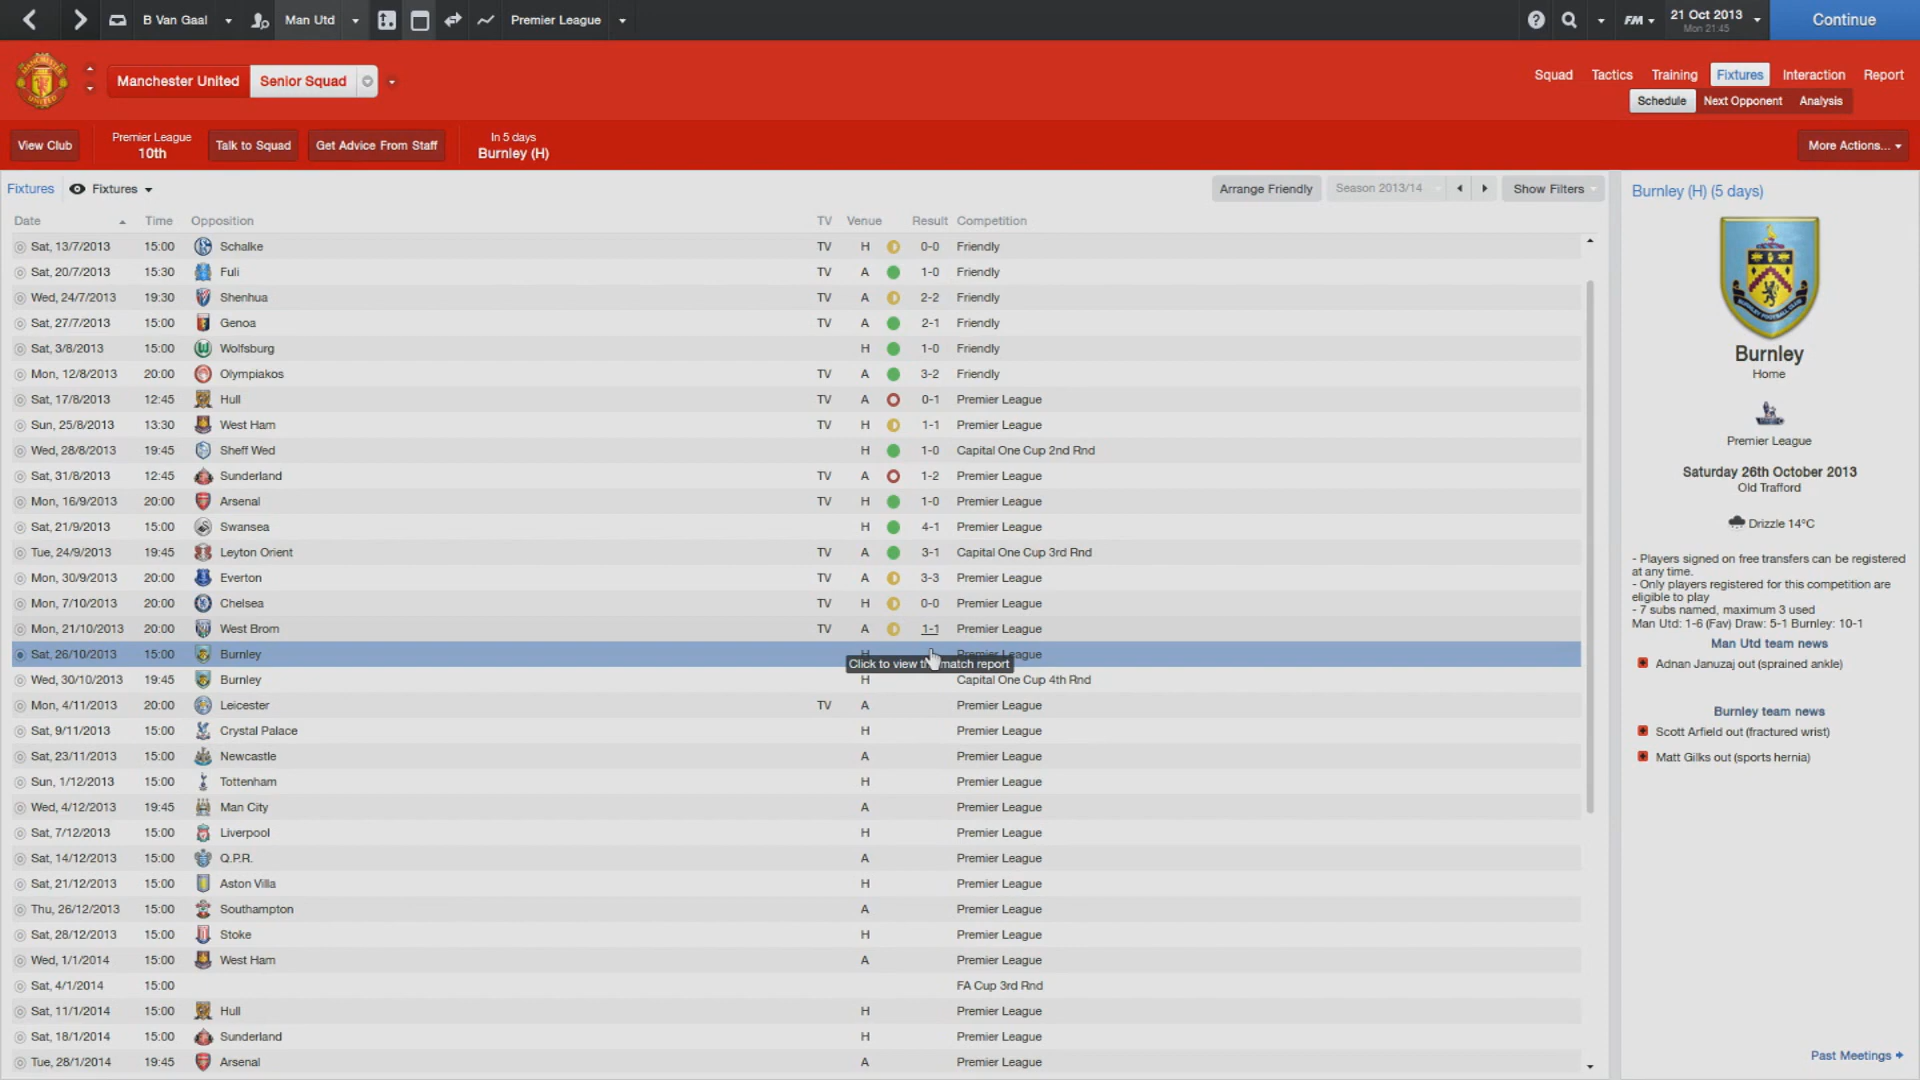 B Van Gaal Man Utd Premier League FM 21 Oct 2013 Continue
Mon 21:45
Manchester United Senior Squad
Squad Tactics Training Fixtures Interaction Report
Schedule Next Opponent Analysis
View Club Premier League 10th Talk to Squad Get Advice From Staff In 5 days Burnley (H) More Actions...
Fixtures Fixtures Arrange Friendly Season 2013/14 Show Filters
Date Time Opposition TV Venue Result Competition
Sat, 13/7/2013 15:00 Schalke TV H 0-0 Friendly
Sat, 20/7/2013 15:30 Fuli TV A 1-0 Friendly
Wed, 24/7/2013 19:30 Shenhua TV A 2-2 Friendly
Sat, 27/7/2013 15:00 Genoa TV A 2-1 Friendly
Sat, 3/8/2013 15:00 Wolfsburg H 1-0 Friendly
Mon, 12/8/2013 20:00 Olympiakos TV A 3-2 Friendly
Sat, 17/8/2013 12:45 Hull TV A 0-1 Premier League
Sun, 25/8/2013 13:30 West Ham TV H 1-1 Premier League
Wed, 28/8/2013 19:45 Sheff Wed H 1-0 Capital One Cup 2nd Rnd
Sat, 31/8/2013 12:45 Sunderland TV A 1-2 Premier League
Mon, 16/9/2013 20:00 Arsenal TV H 1-0 Premier League
Sat, 21/9/2013 15:00 Swansea H 4-1 Premier League
Tue, 24/9/2013 19:45 Leyton Orient TV A 3-1 Capital One Cup 3rd Rnd
Mon, 30/9/2013 20:00 Everton TV A 3-3 Premier League
Mon, 7/10/2013 20:00 Chelsea TV H 0-0 Premier League
Mon, 21/10/2013 20:00 West Brom TV A 1-1 Premier League
Sat, 26/10/2013 15:00 Burnley H Premier League
Click to view the match report
Wed, 30/10/2013 19:45 Burnley H Capital One Cup 4th Rnd
Mon, 4/11/2013 20:00 Leicester TV A Premier League
Sat, 9/11/2013 15:00 Crystal Palace H Premier League
Sat, 23/11/2013 15:00 Newcastle A Premier League
Sun, 1/12/2013 15:00 Tottenham H Premier League
Wed, 4/12/2013 19:45 Man City A Premier League
Sat, 7/12/2013 15:00 Liverpool H Premier League
Sat, 14/12/2013 15:00 Q.P.R. A Premier League
Sat, 21/12/2013 15:00 Aston Villa H Premier League
Thu, 26/12/2013 15:00 Southampton A Premier League
Sat, 28/12/2013 15:00 Stoke H Premier League
Wed, 1/1/2014 15:00 West Ham A Premier League
Sat, 4/1/2014 15:00 FA Cup 3rd Rnd
Sat, 11/1/2014 15:00 Hull H Premier League
Sat, 18/1/2014 15:00 Sunderland H Premier League
Tue, 28/1/2014 19:45 Arsenal A Premier League
Burnley (H) (5 days)
Burnley
Home
Premier League
Saturday 26th October 2013
Old Trafford
Drizzle 14ºC
- Players signed on free transfers can be registered
at any time.
- Only players registered for this competition are
eligible to play
- 7 subs named, maximum 3 used
Man Utd: 1-6 (Fav) Draw: 5-1 Burnley: 10-1
Man Utd team news
Adnan Januzaj out (sprained ankle)
Burnley team news
Scott Arfield out (fractured wrist)
Matt Gilks out (sports hernia)
Past Meetings